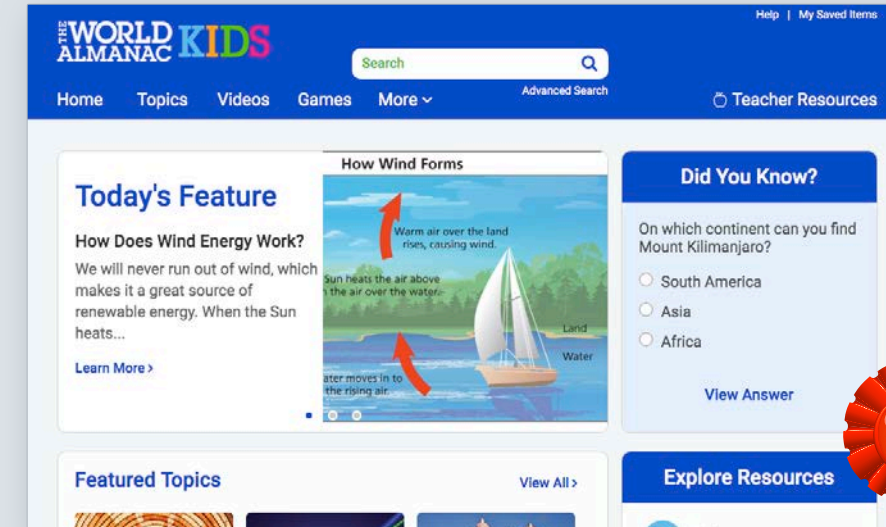 Help | My Saved Items
THE WORLD ALMANAC KIDS
Search
Advanced Search
Home Topics Videos Games More
Teacher Resources
Today's Feature
How Does Wind Energy Work?
We will never run out of wind, which
makes it a great source of
renewable energy. When the Sun
heats...
Learn More >
How Wind Forms
Warm air over the land
rises, causing wind.
Sun heats the air above
the air over the water.
Land
Water
moves in to
the rising air.
Did You Know?
On which continent can you find
Mount Kilimanjaro?
South America
Asia
Africa
View Answer
Featured Topics
View All >
Explore Resources